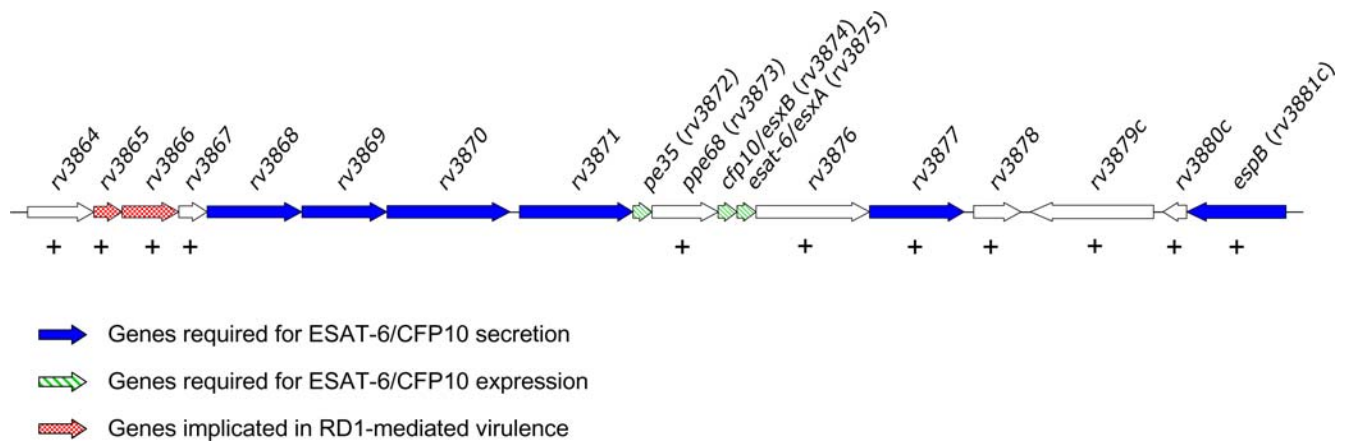 rv3864
rv3865
rv3866
rv3867
rv3868
rv3869
rv3870
rv3871
pe35 (rv3872)
ppe68 (rv3873)
cfp10/esxB (rv3874)
esat-6/esxA (rv3875)
rv3876
rv3877
rv3878
rv3879c
rv3880c
espB (rv3881c)
+ + + + + + + + + + +
Genes required for ESAT-6/CFP10 secretion
Genes required for ESAT-6/CFP10 expression
Genes implicated in RD1-mediated virulence